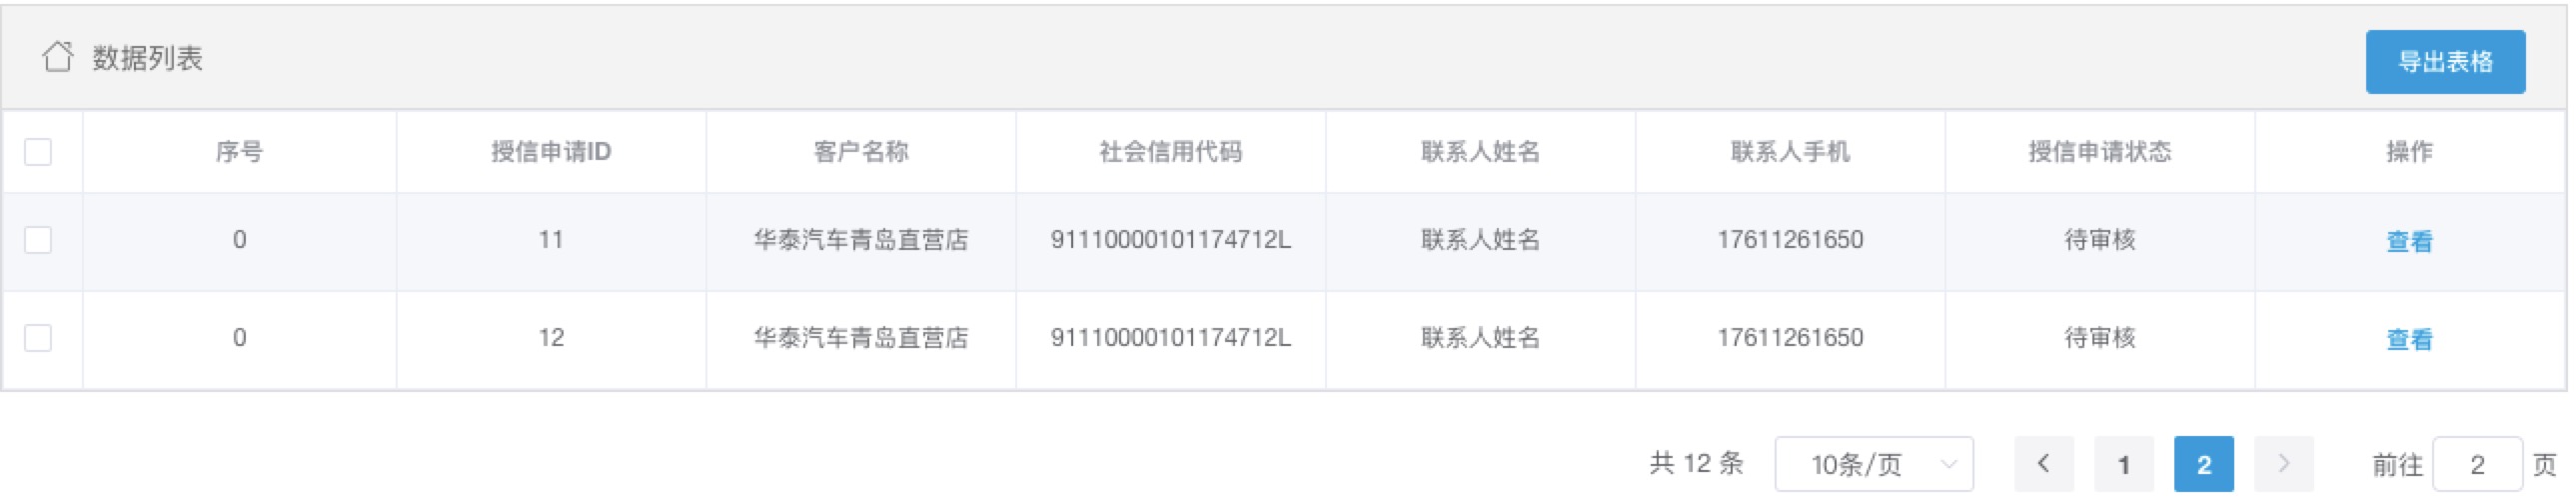 数据列表
导出表格
序号 授信申请ID 客户名称 社会信用代码 联系人姓名 联系人手机 授信申请状态 操作
0 11 华泰汽车青岛直营店 91110000101174712L 联系人姓名 17611261650 待审核 查看
0 12 华泰汽车青岛直营店 91110000101174712L 联系人姓名 17611261650 待审核 查看
共 12 条 10条/页 1 2 前往 2 页